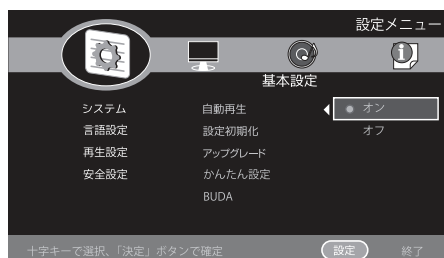 設定メニュー
基本設定
システム 自動再生 オン
言語設定 設定初期化 オフ
再生設定 アップグレード
安全設定 かんたん設定
BUDA
十字キーで選択、「決定」ボタンで確定 設定 終了